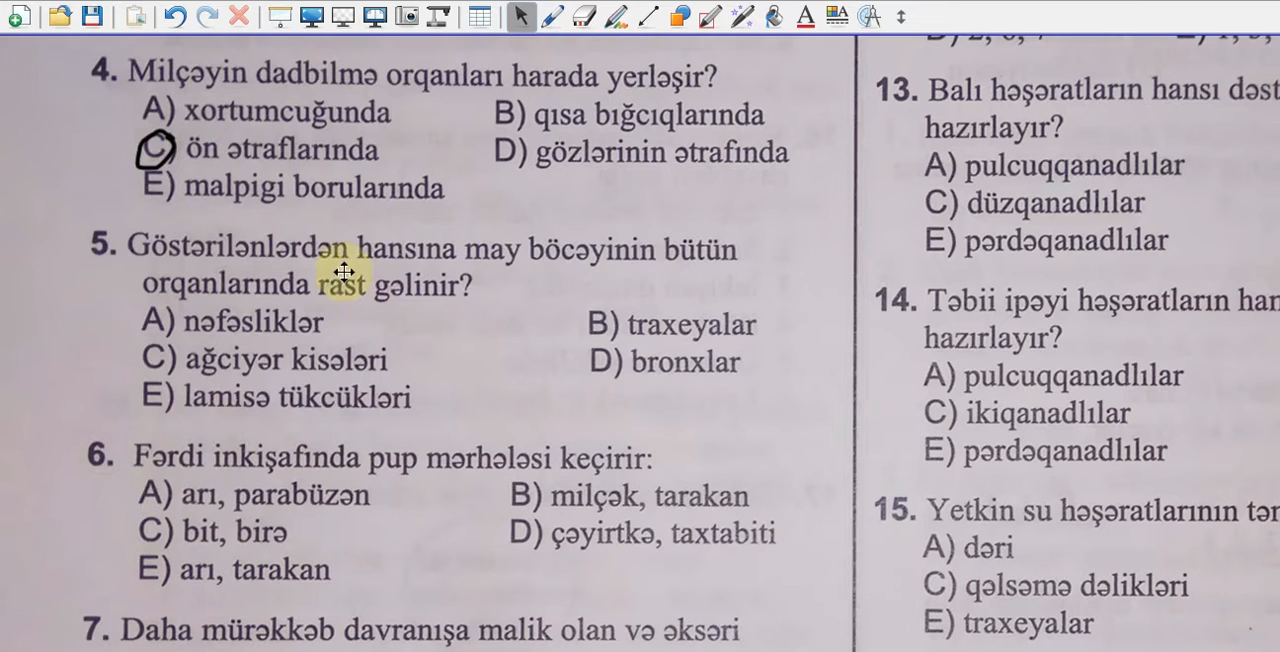 4. Milçəyin dadbilmə orqanları harada yerləşir?
A) xortumcuğunda B) qısa bığcıqlarında
C) ön ətraflarında D) gözlərinin ətrafında
E) malpigi borularında
5. Göstərilənlərdən hansına may böcəyinin bütün
orqanlarında rast gəlinir?
A) nəfəsliklər B) traxeyalar
C) ağciyər kisələri D) bronxlar
E) lamisə tükcükləri
6. Fərdi inkişafında pup mərhələsi keçirir:
A) arı, parabüzən B) milçək, tarakan
C) bit, birə D) çəyirtkə, taxtabiti
E) arı, tarakan
7. Daha mürəkkəb davranışa malik olan və əksəri
13. Balı həşəratların hansı dəst
hazırlayır?
A) pulcuqqanadlılar
C) düzqanadlılar
E) pərdəqanadlılar
14. Təbii ipəyi həşəratların han
hazırlayır?
A) pulcuqqanadlılar
C) ikiqanadlılar
E) pərdəqanadlılar
15. Yetkin su həşəratlarının tər
A) dəri
C) qəlsəmə dəlikləri
E) traxeyalar